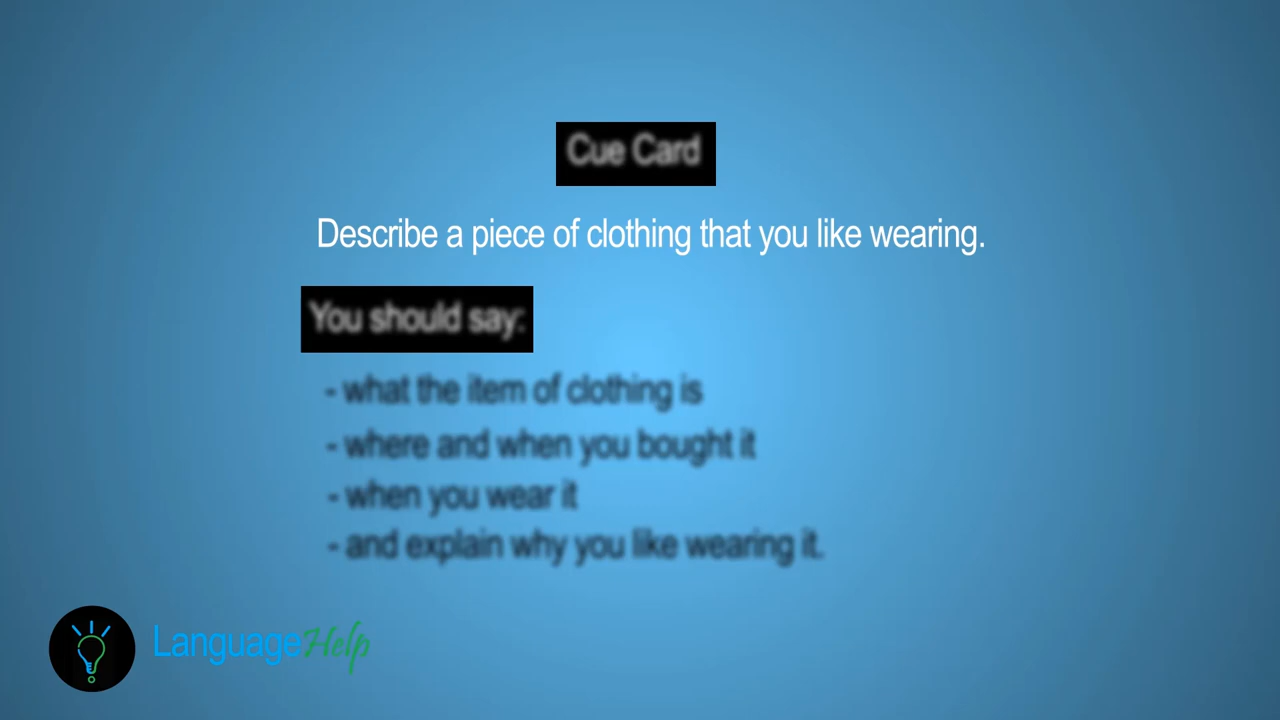 Cue Card
Describe a piece of clothing that you like wearing.
You should say:
- what the item of clothing is
- where and when you bought it
- when you wear it
- and explain why you like wearing it.
LanguageHelp